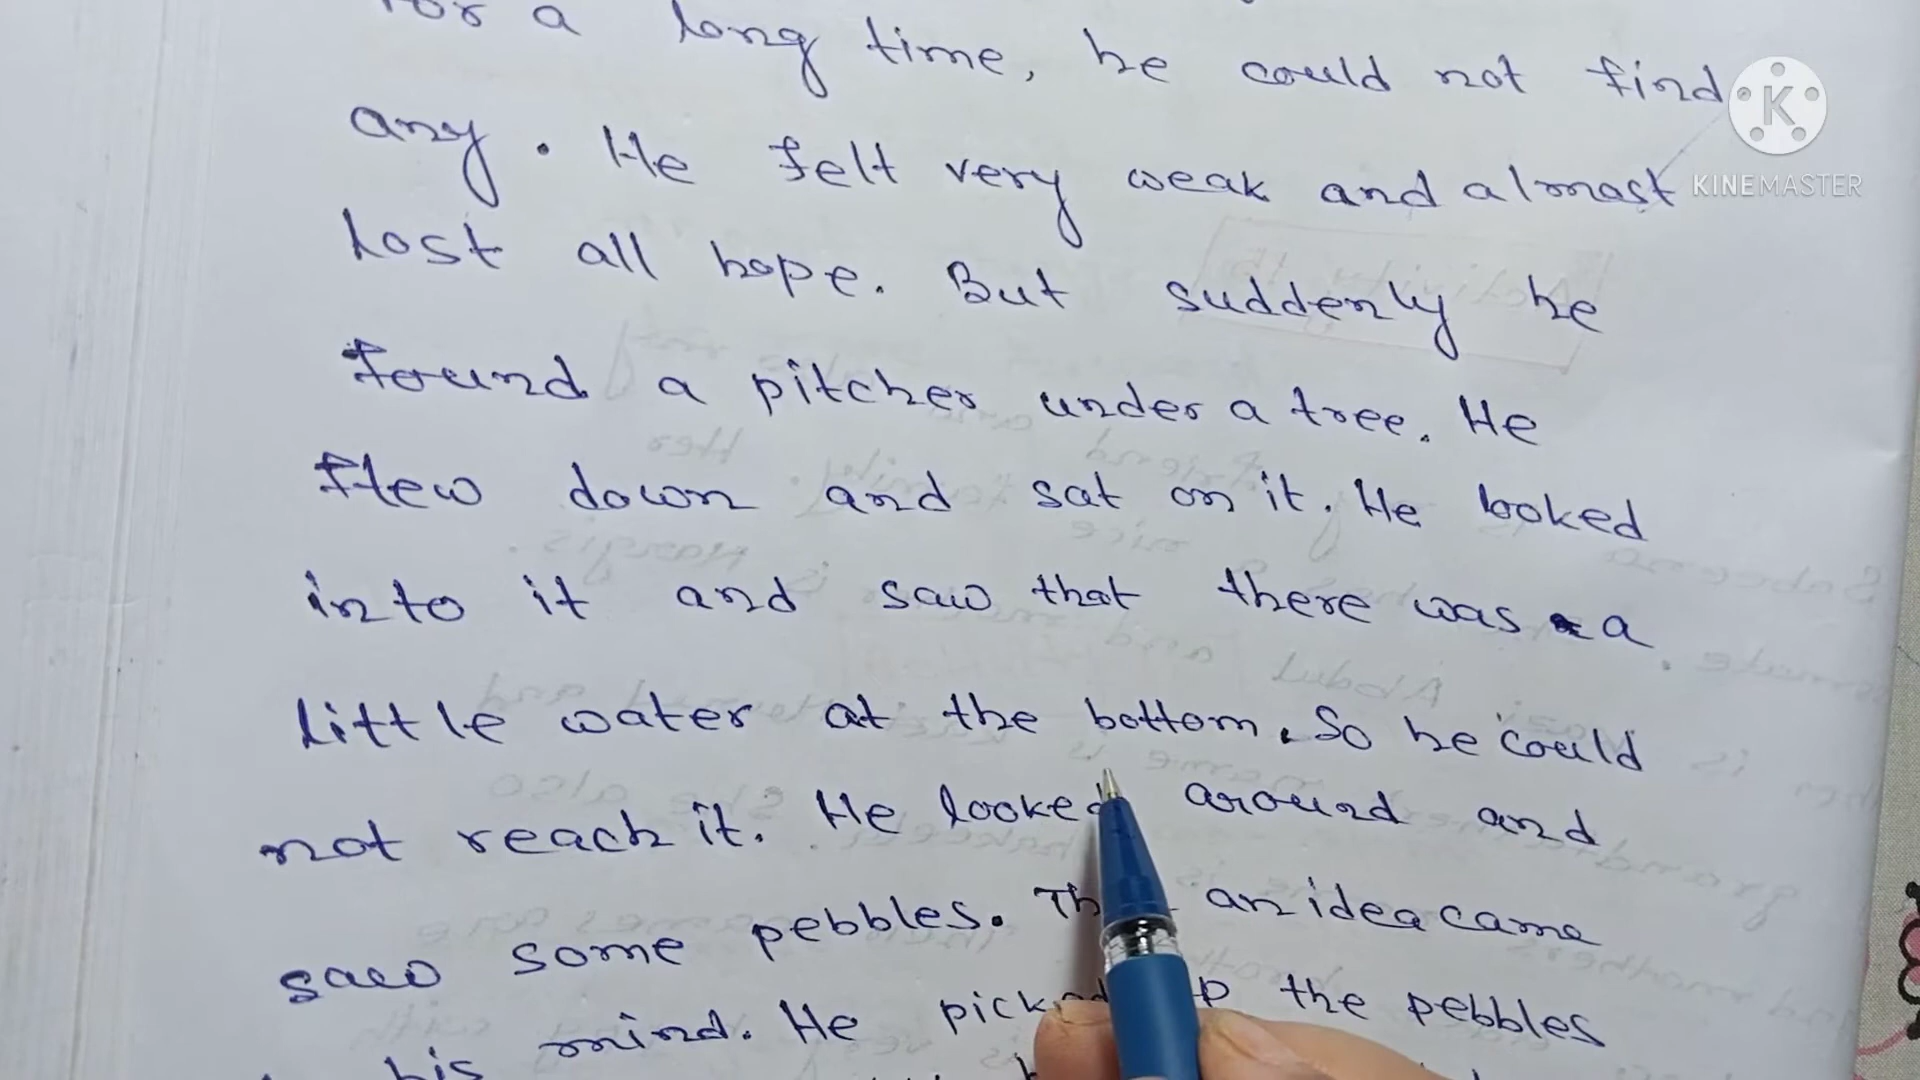 for a long time, he could not find
any. He felt very weak and almost
lost all hope. But suddenly he
found a pitcher under a tree. He
flew down and sat on it. He looked
into it and saw that there was a
little water at the bottom. So he could
not reach it. He looked around and
saw some pebbles. an idea came
his mind. He picked up the pebbles
K
KINEMASTER